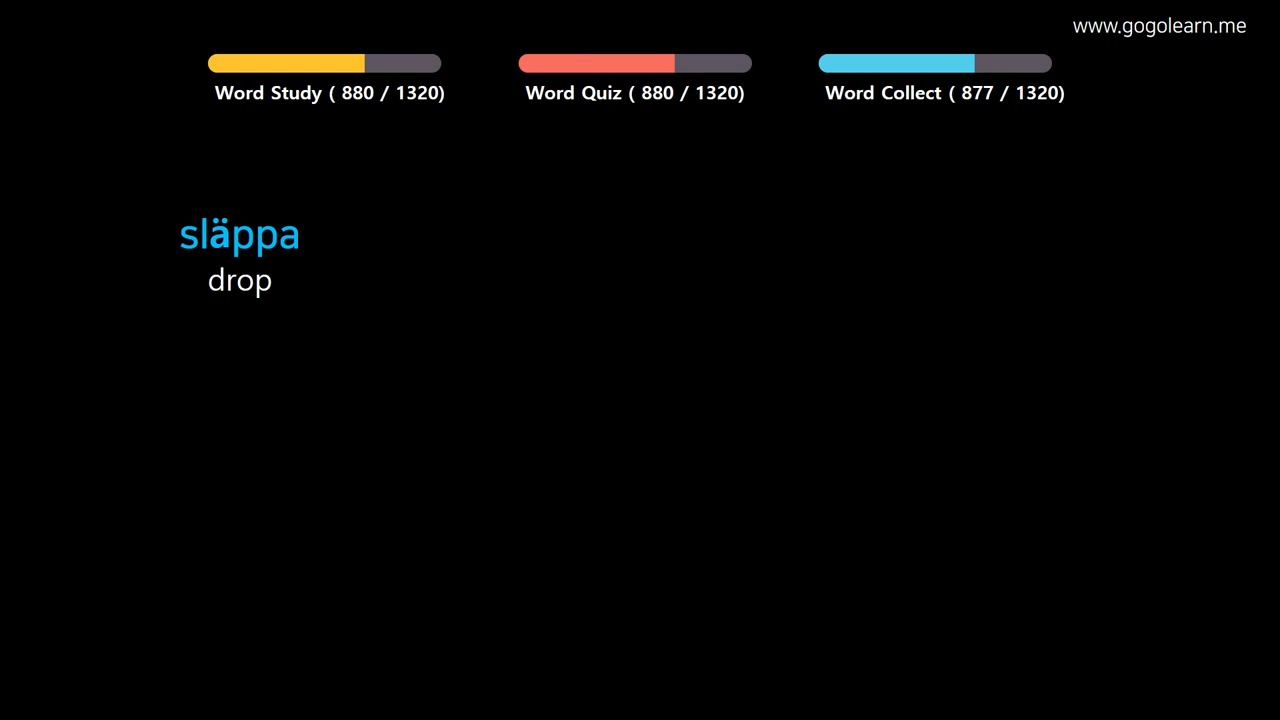 www.gogolearn.me
Word Study ( 880 / 1320)
Word Quiz ( 880 / 1320)
Word Collect ( 877 / 1320)
släppa
drop